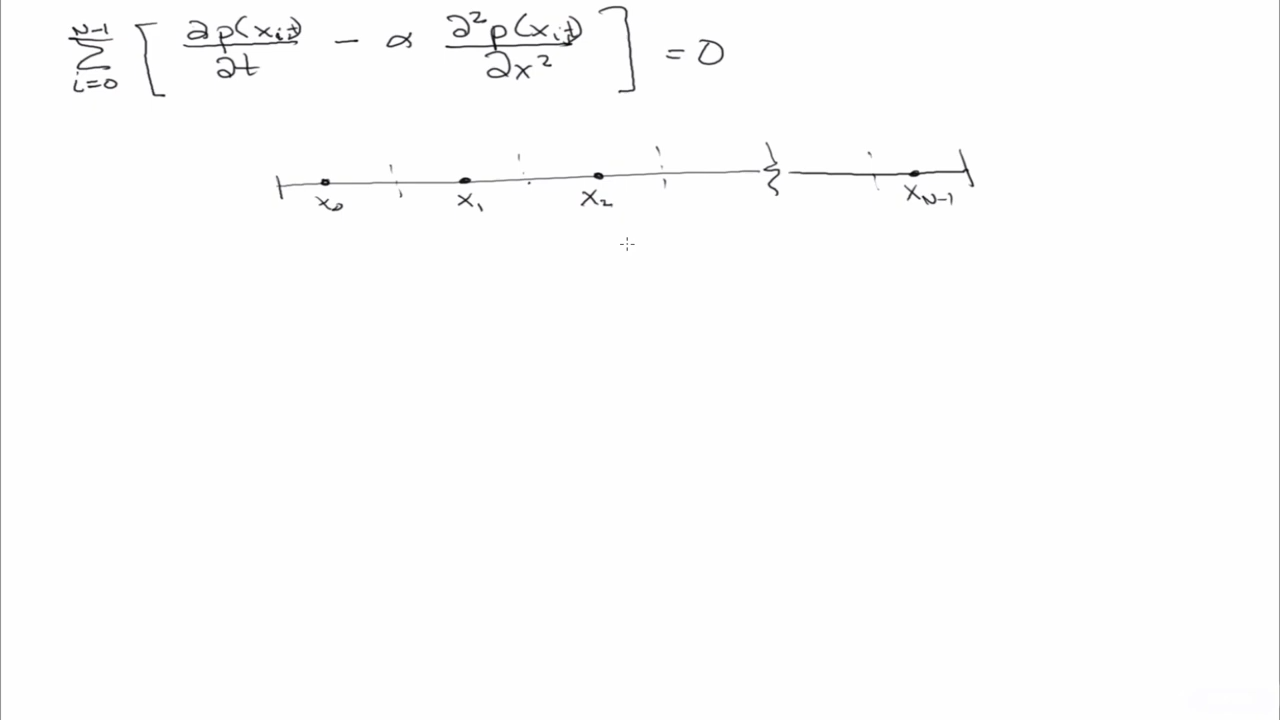 N-1
∂p(x_i,t) ∂²p(x_i,t)
∑ [ ――― - α ――― ] = 0
i=0 ∂t ∂x²
x₀ x₁ x₂ x_{N-1}